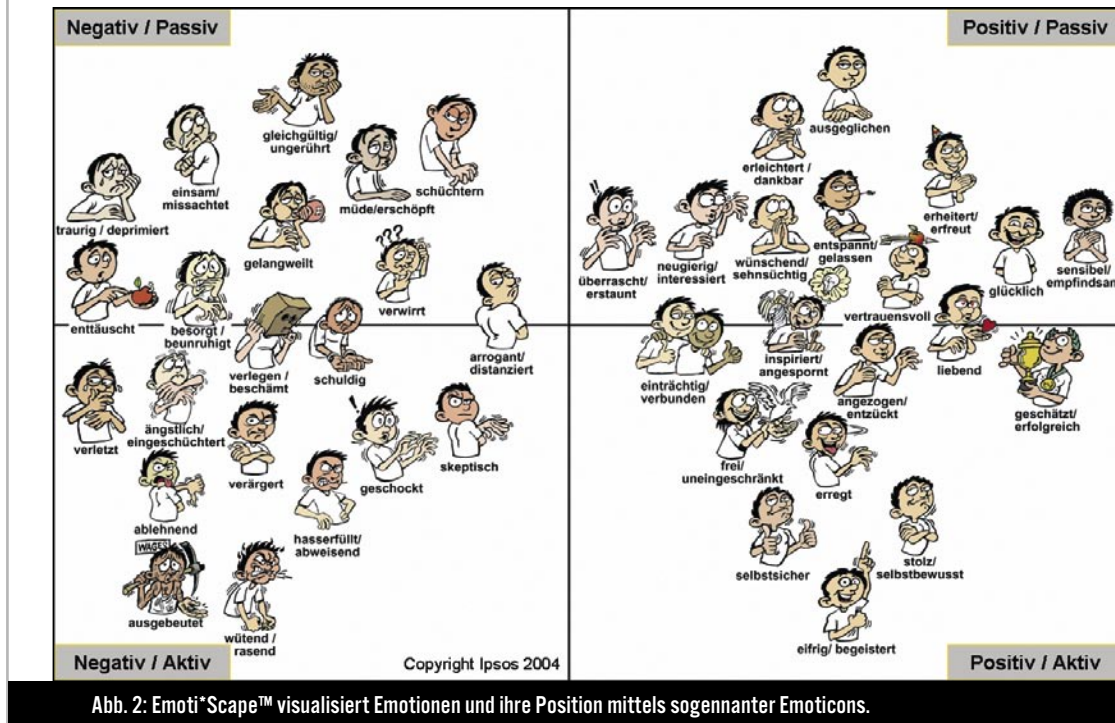 Negativ / Passiv
Positiv / Passiv
gleichgültig/
ungerührt
einsam/
missachtet
müde/erschöpft
schüchtern
traurig / deprimiert
gelangweilt
???
verwirrt
enttäuscht
besorgt /
beunruhigt
verlegen /
beschämt
schuldig
arrogant/
distanziert
ausgeglichen
erleichtert /
dankbar
erheitert/
erfreut
!!
überrascht/
erstaunt
neugierig/
interessiert
wünschend/
sehnsüchtig
entspannt/
gelassen
vertrauensvoll
glücklich
sensibel/
empfindsam
verletzt
ängstlich/
eingeschüchtert
verärgert
!
geschockt
skeptisch
ablehnend
hasserfüllt/
abweisend
WAGES
ausgebeutet
wütend /
rasend
einträchtig/
verbunden
inspiriert/
angespornt
angezogen/
entzückt
liebend
geschätzt/
erfolgreich
frei/
uneingeschränkt
erregt
selbstsicher
stolz/
selbstbewusst
eifrig/ begeistert
Negativ / Aktiv
Copyright Ipsos 2004
Positiv / Aktiv
Abb. 2: Emoti*Scape™ visualisiert Emotionen und ihre Position mittels sogennanter Emoticons.